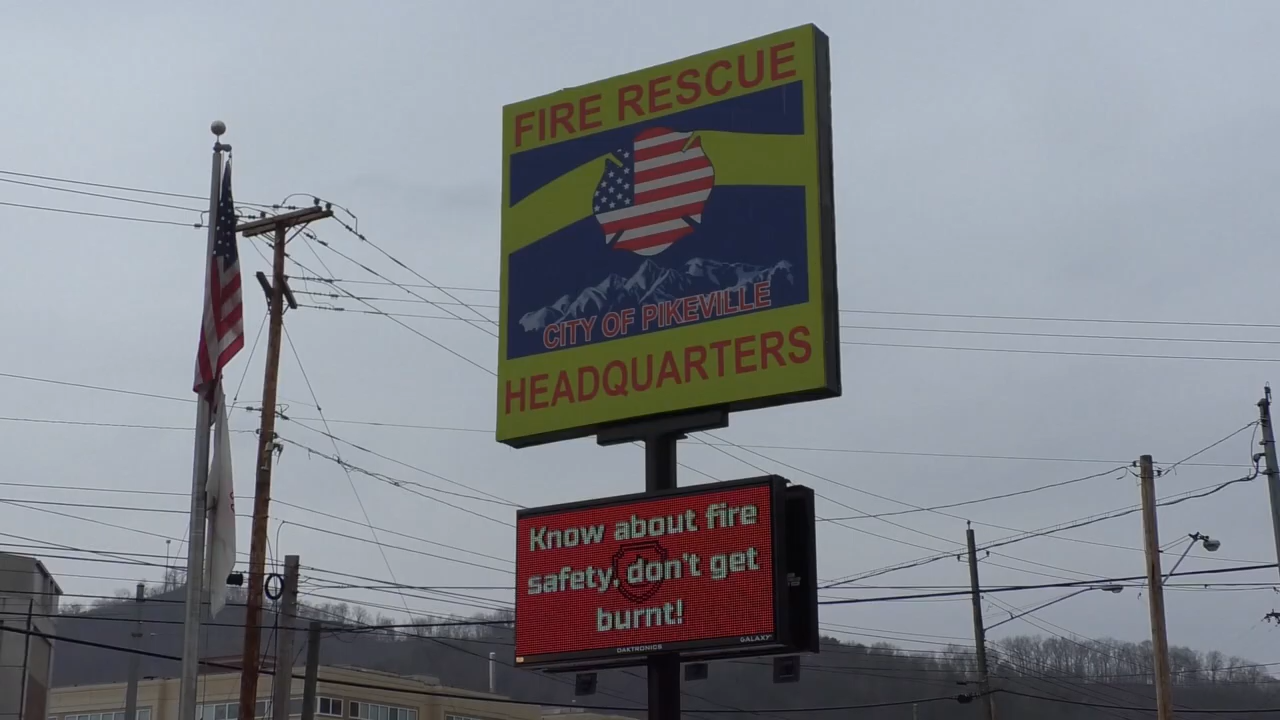 FIRE RESCUE
CITY OF PIKEVILLE
HEADQUARTERS
Know about fire
safety, don't get
burnt!
DAKTRONICS
GALAXY